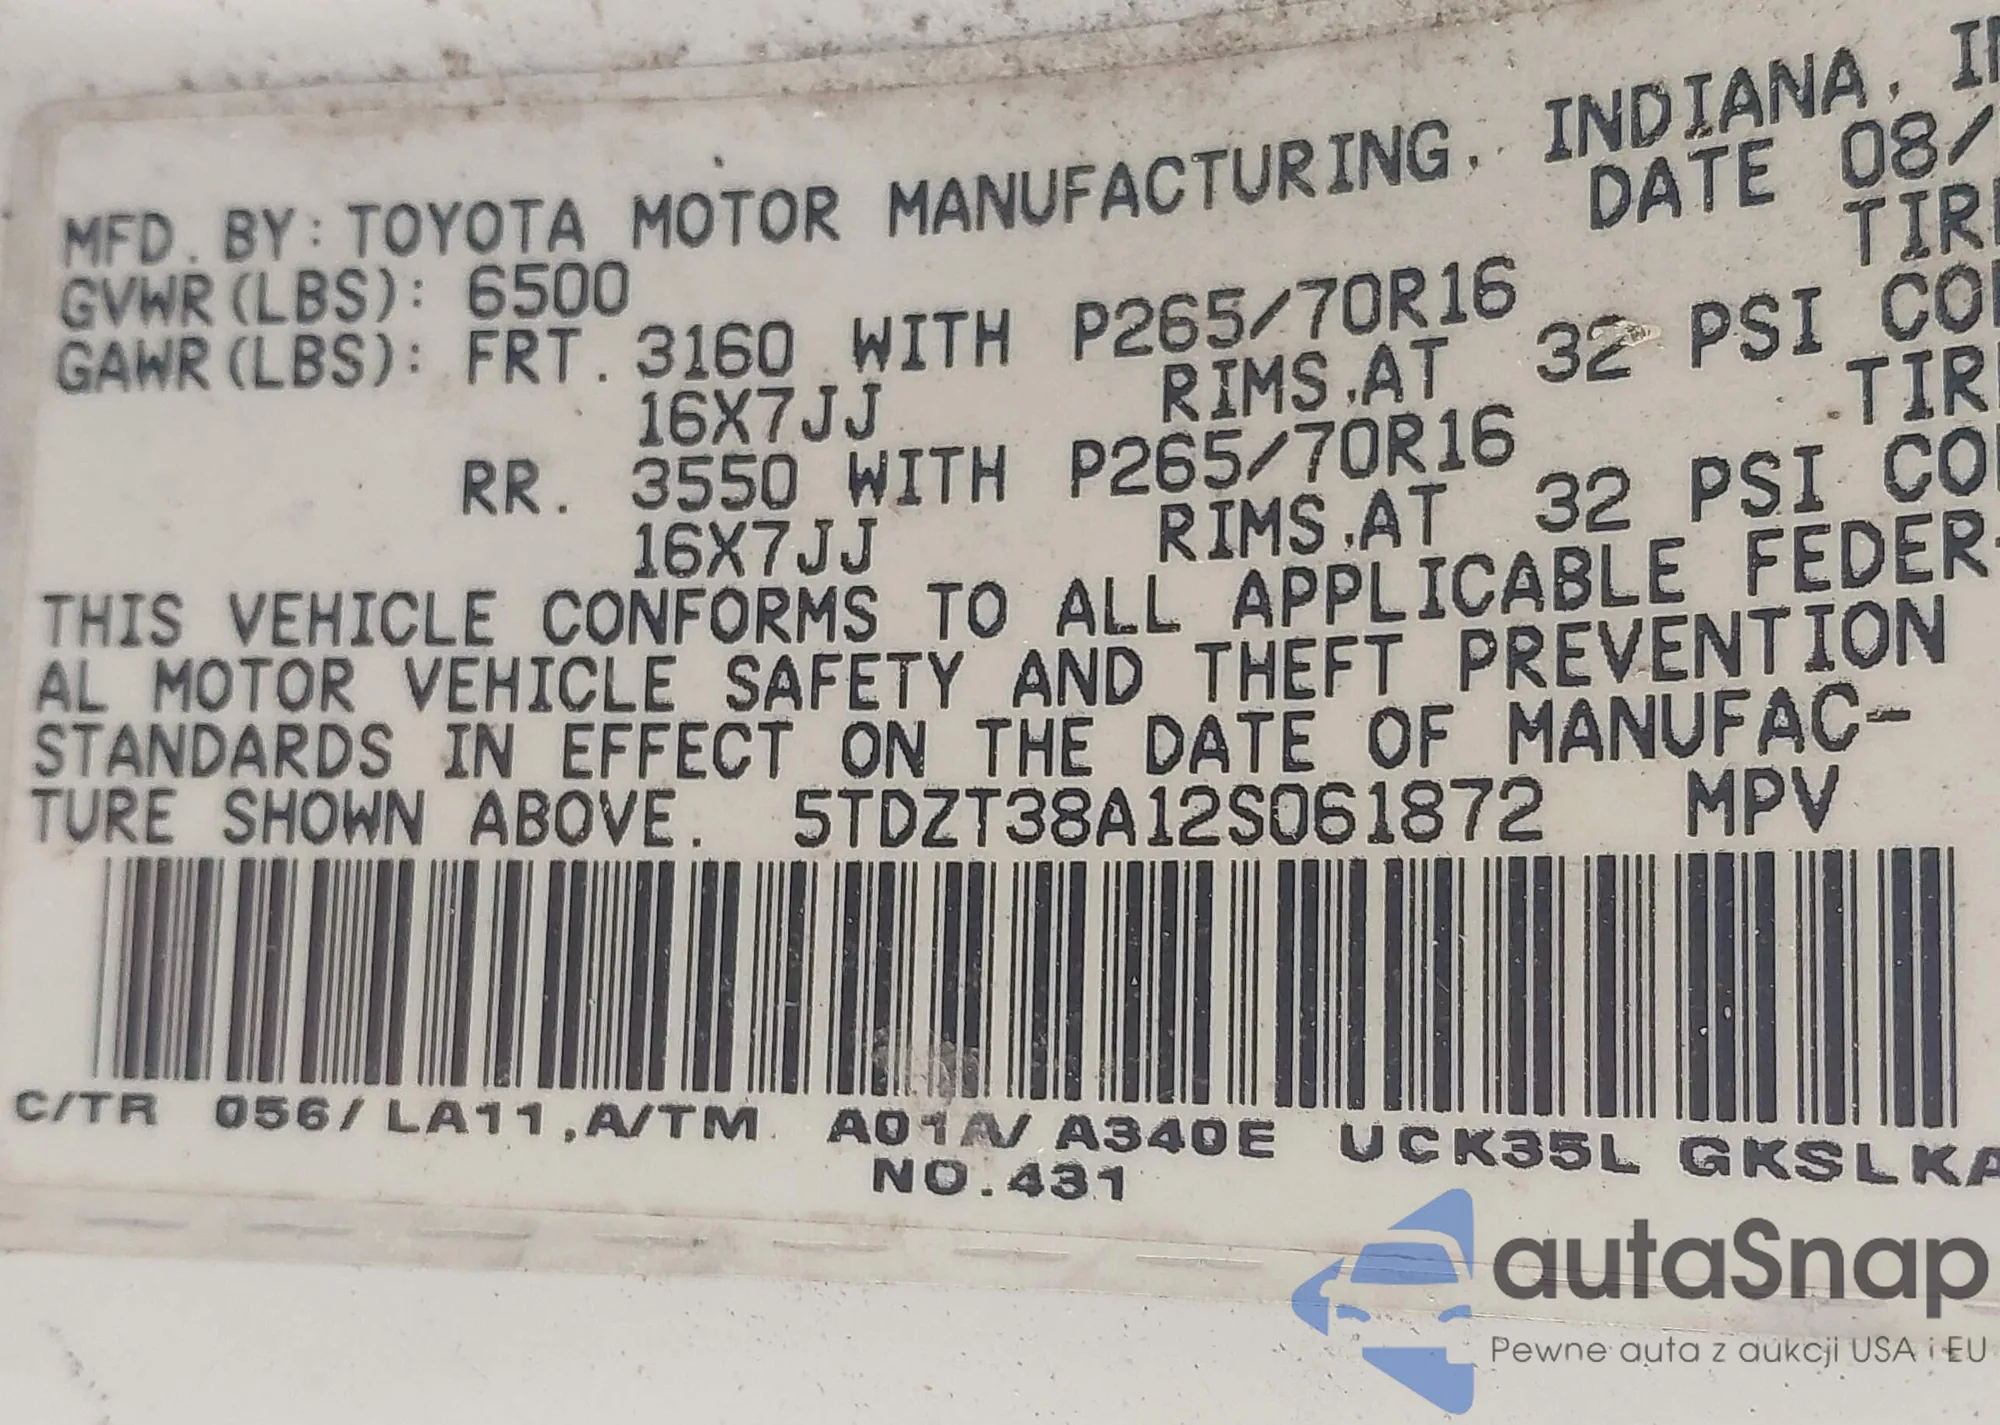 MFD. BY: TOYOTA MOTOR MANUFACTURING, INDIANA, IN
DATE 08/
GVWR(LBS): 6500
TIR
GAWR(LBS): FRT. 3160 WITH P265/70R16
16X7JJ RIMS,AT 32 PSI CO
TIR
RR. 3550 WITH P265/70R16
16X7JJ RIMS,AT 32 PSI CO
THIS VEHICLE CONFORMS TO ALL APPLICABLE FEDER-
AL MOTOR VEHICLE SAFETY AND THEFT PREVENTION
STANDARDS IN EFFECT ON THE DATE OF MANUFAC-
TURE SHOWN ABOVE. 5TDZT38A12S061872 MPV
C/TR 056/LA11,A/TM A01A/A340E UCK35L GKSLKA
NO.431
autaSnap
Pewne auta z aukcji USA i EU